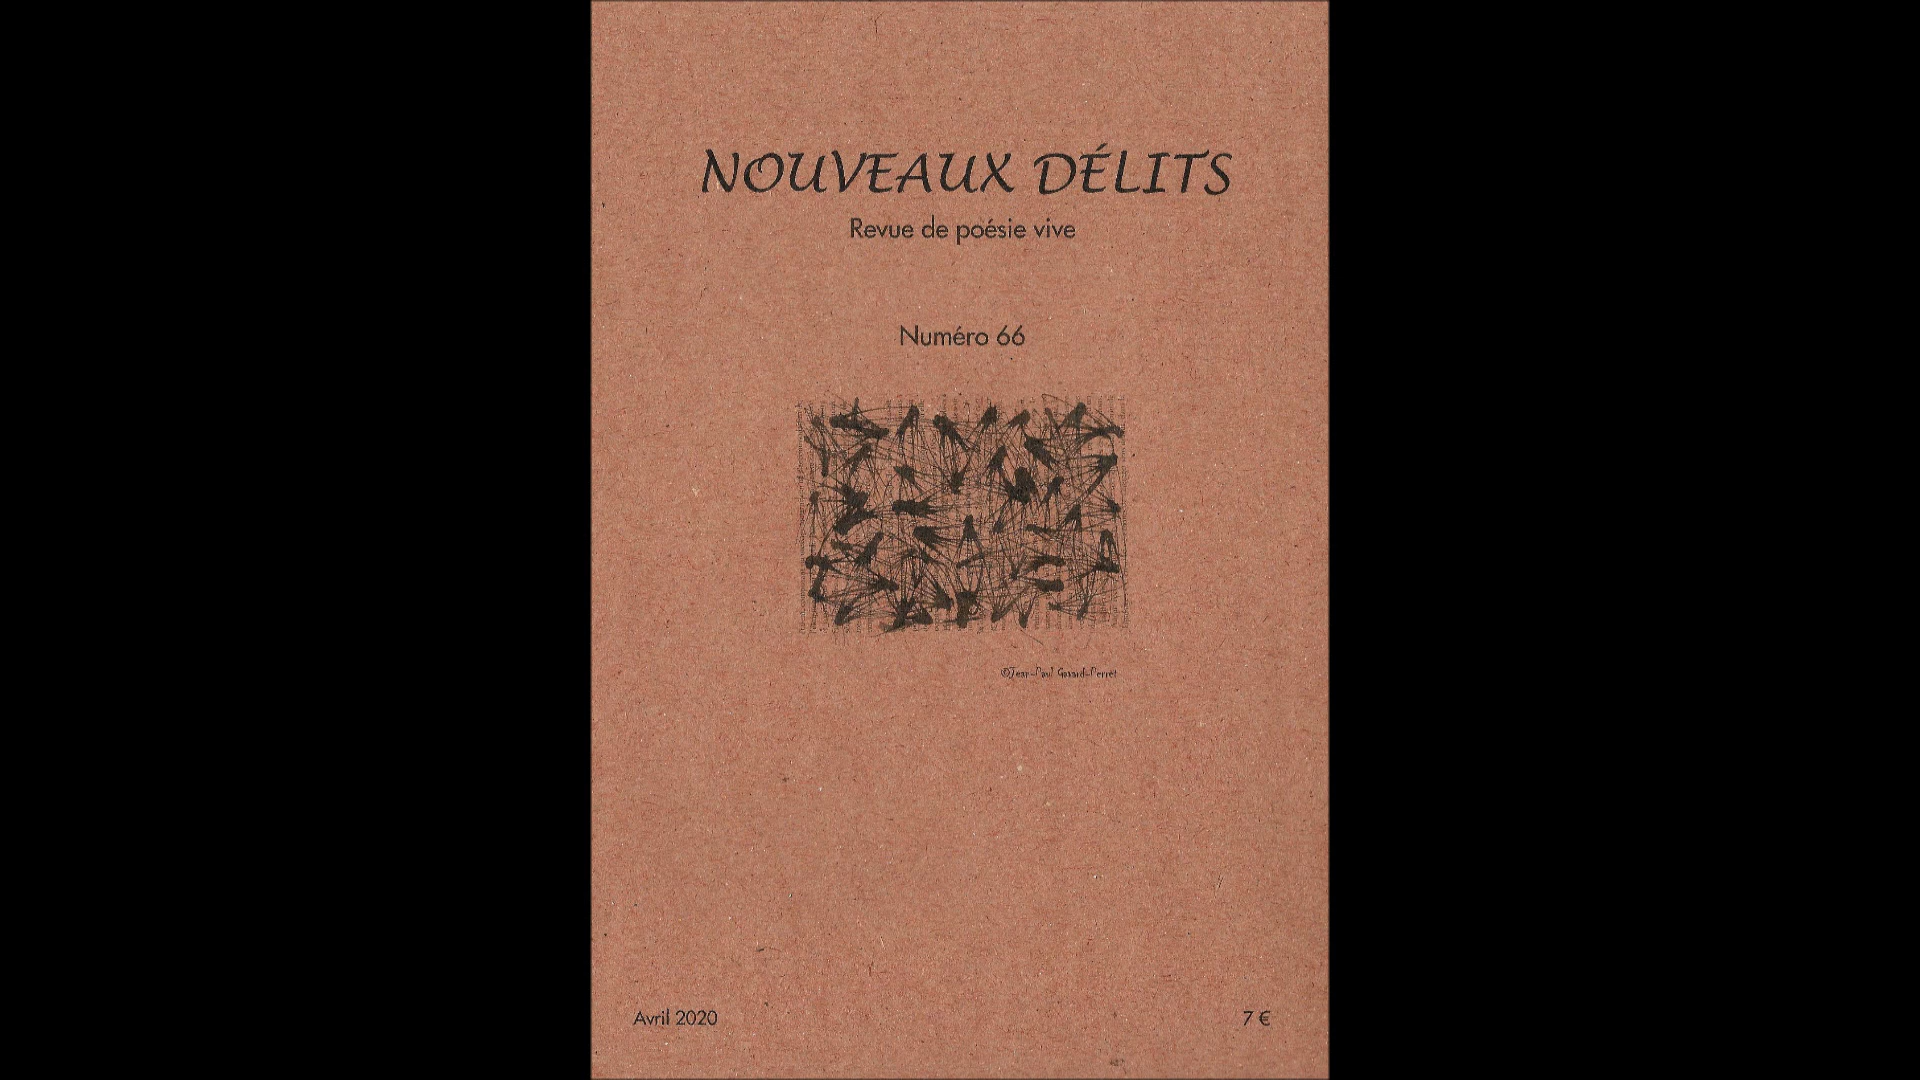 NOUVEAUX DÉLITS
Revue de poésie vive
Numéro 66
©Jean-Paul Gavard-Perret
Avril 2020
7 €